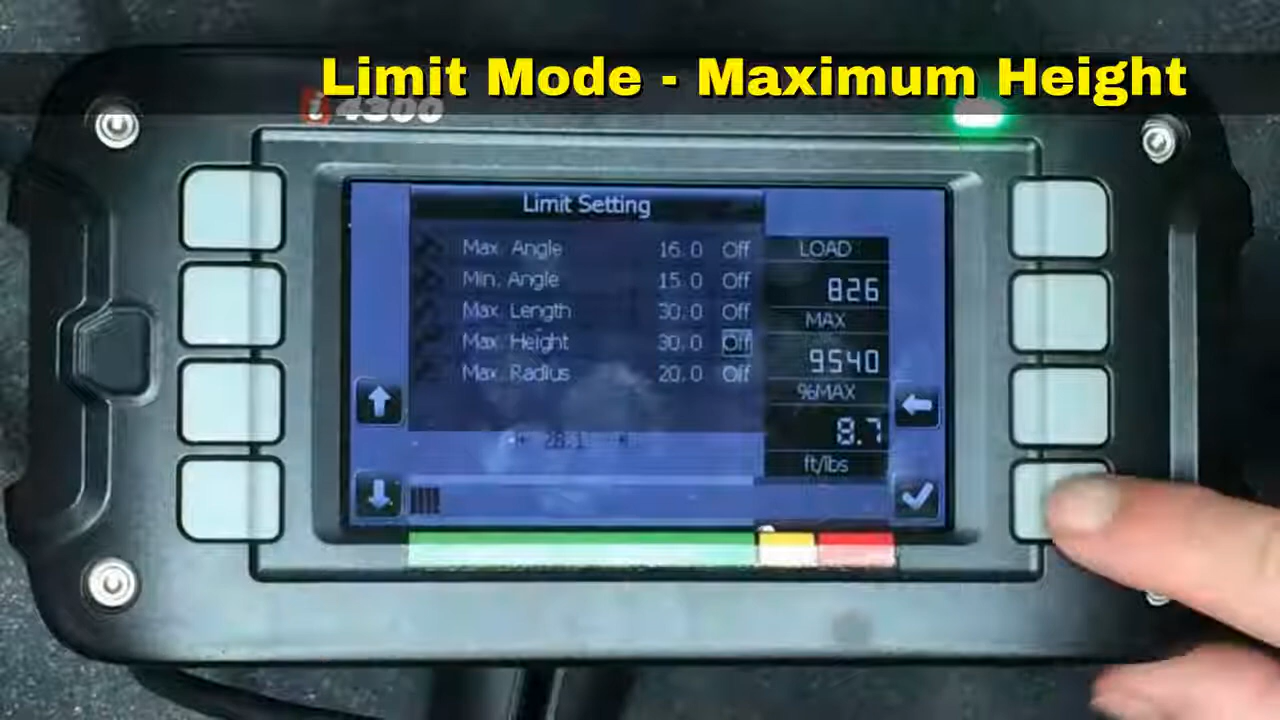 Limit Mode - Maximum Height
i 4300
Limit Setting
Max. Angle 16.0 Off
Min. Angle 15.0 Off
Max. Length 30.0 Off
Max. Height 30.0 Off
Max. Radius 20.0 Off
LOAD
826
MAX
9540
%MAX
8.7
ft/lbs